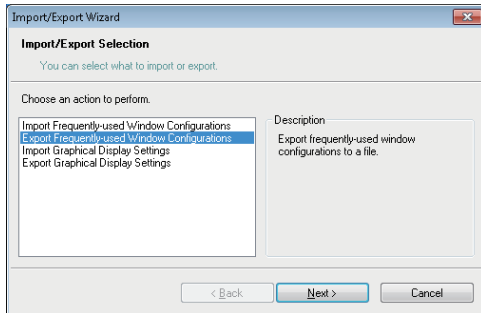 Import/Export Wizard
Import/Export Selection
You can select what to import or export.
Choose an action to perform.
Import Frequently-used Window Configurations
Export Frequently-used Window Configurations
Import Graphical Display Settings
Export Graphical Display Settings
Description
Export frequently-used window
configurations to a file.
< Back
Next >
Cancel